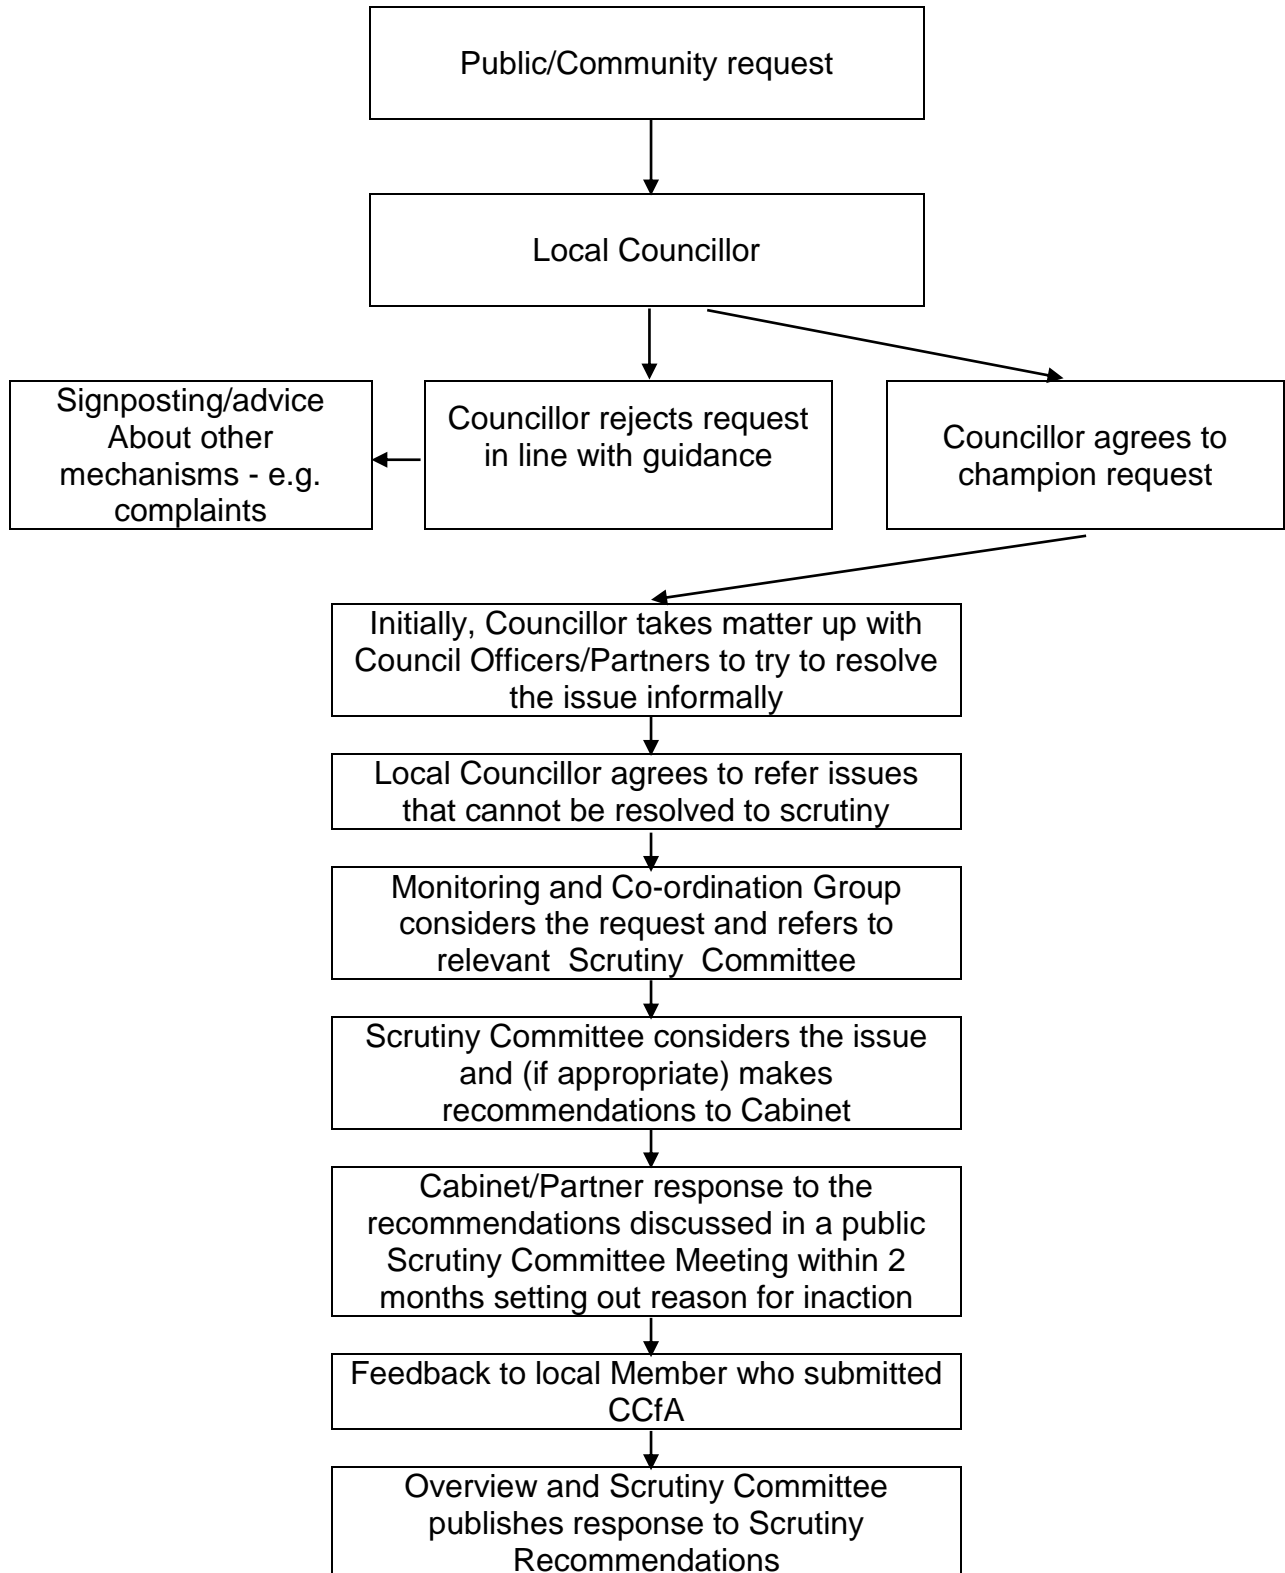 Public/Community request
Local Councillor
Signposting/advice
About other
mechanisms - e.g.
complaints
Councillor rejects request
in line with guidance
Councillor agrees to
champion request
Initially, Councillor takes matter up with
Council Officers/Partners to try to resolve
the issue informally
Local Councillor agrees to refer issues
that cannot be resolved to scrutiny
Monitoring and Co-ordination Group
considers the request and refers to
relevant Scrutiny Committee
Scrutiny Committee considers the issue
and (if appropriate) makes
recommendations to Cabinet
Cabinet/Partner response to the
recommendations discussed in a public
Scrutiny Committee Meeting within 2
months setting out reason for inaction
Feedback to local Member who submitted
CCfA
Overview and Scrutiny Committee
publishes response to Scrutiny
Recommendations